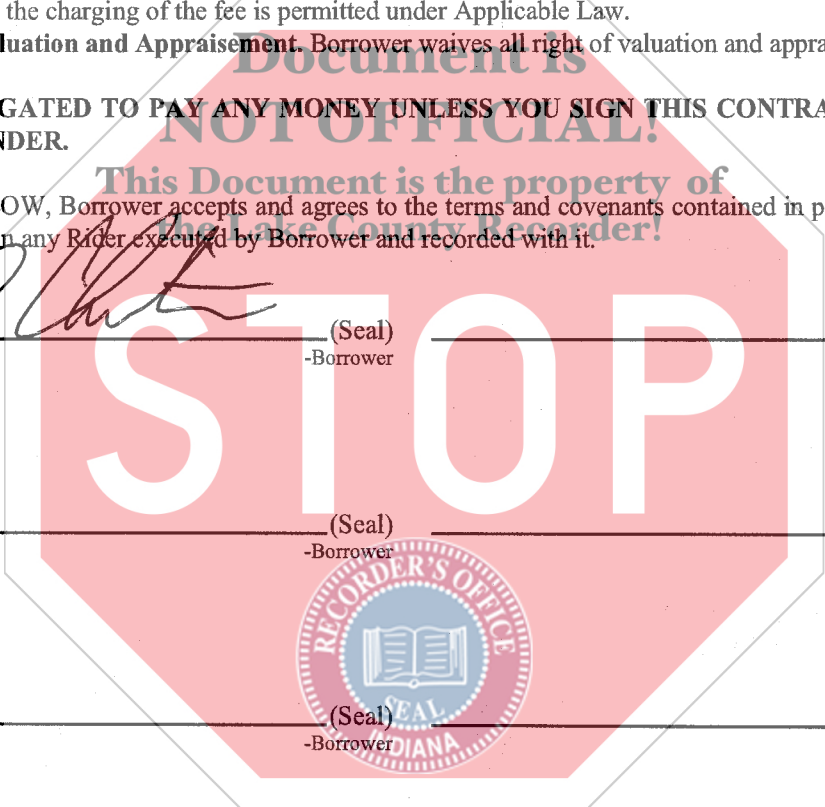 the charging of the fee is permitted under Applicable Law.
luation and Appraisement. Borrower waives all right of valuation and appra
Document is
GATED TO PAY ANY MONEY UNLESS YOU SIGN THIS CONTRA
NOT OFFICIAL!
NDER.
This Document is the property of
OW, Borrower accepts and agrees to the terms and covenants contained in p
the Lake County Recorder!
n any Rider executed by Borrower and recorded with it.
STOP
(Seal)
-Borrower
(Seal)
-Borrower
RECORDER'S OFFICE
SEAL
INDIANA
(Seal)
-Borrower